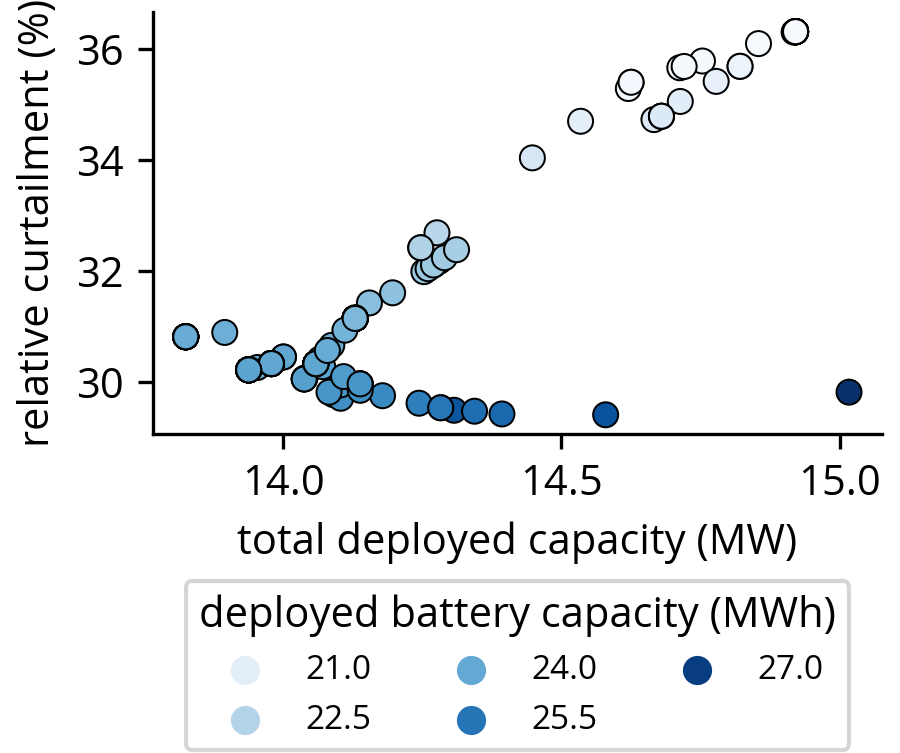 relative curtailment (%)
36
34
32
30
14.0 14.5 15.0
total deployed capacity (MW)
deployed battery capacity (MWh)
21.0 24.0 27.0
22.5 25.5